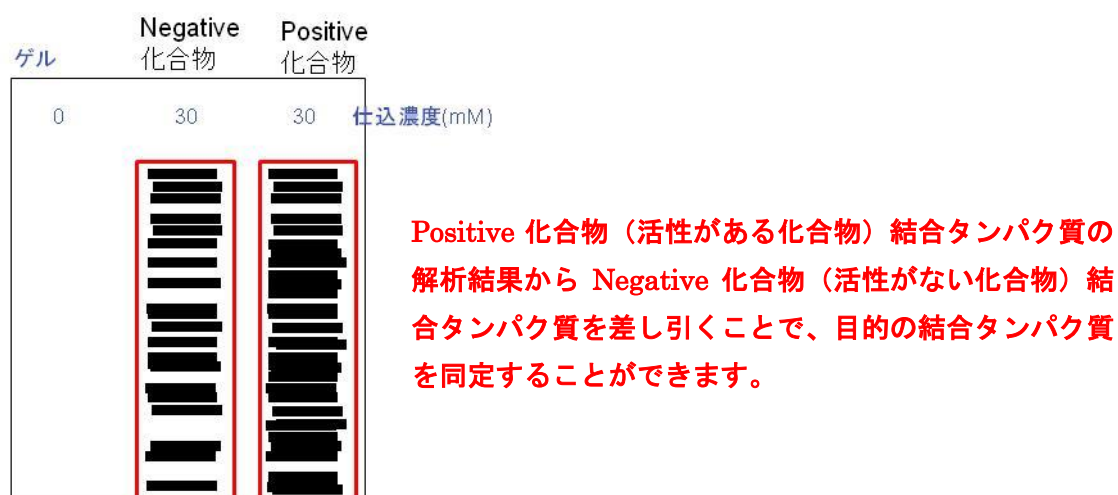 Negative Positive
ゲル 化合物 化合物
0 30 30 仕込濃度(mM)
Positive 化合物（活性がある化合物）結合タンパク質の
解析結果から Negative 化合物（活性がない化合物）結
合タンパク質を差し引くことで、目的の結合タンパク質
を同定することができます。